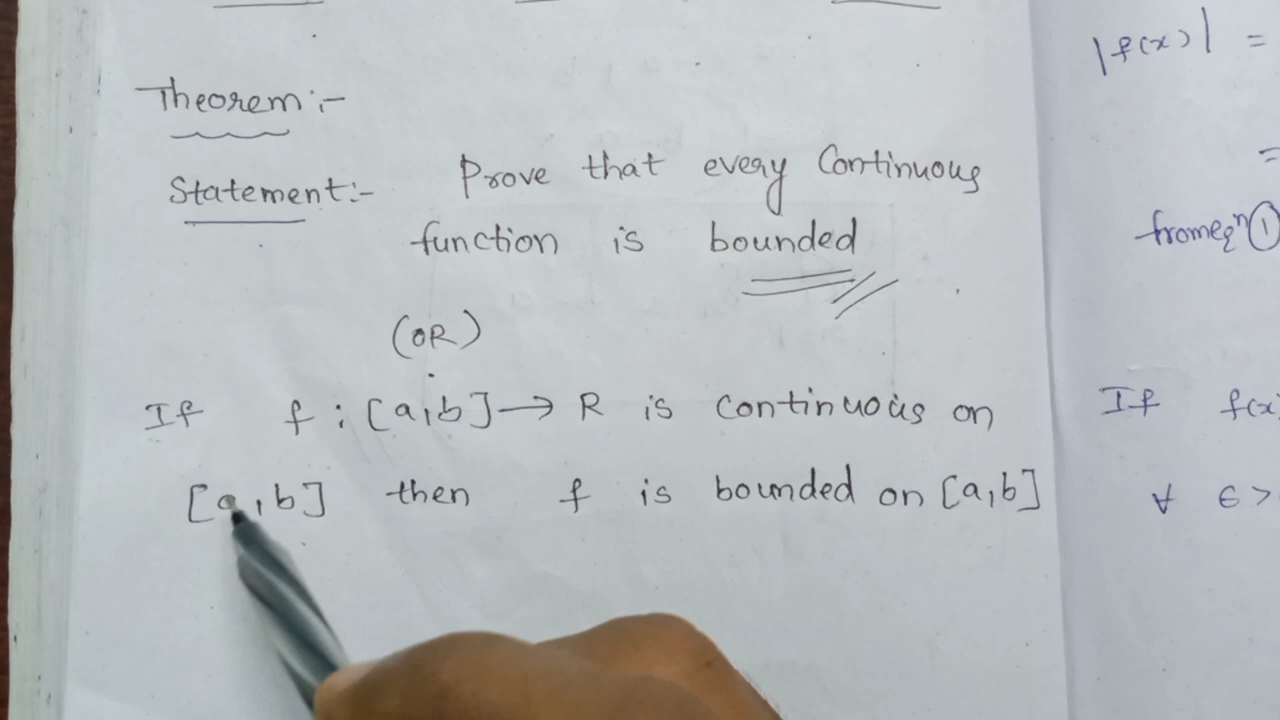 Theorem:-
Statement:- Prove that every Continuous
function is bounded
(OR)
If f : [a,b] → R is continuous on
[a,b] then f is bounded on [a,b]
|f(x)| =
=
from eqⁿ ①
If f(x)
∀ ϵ >